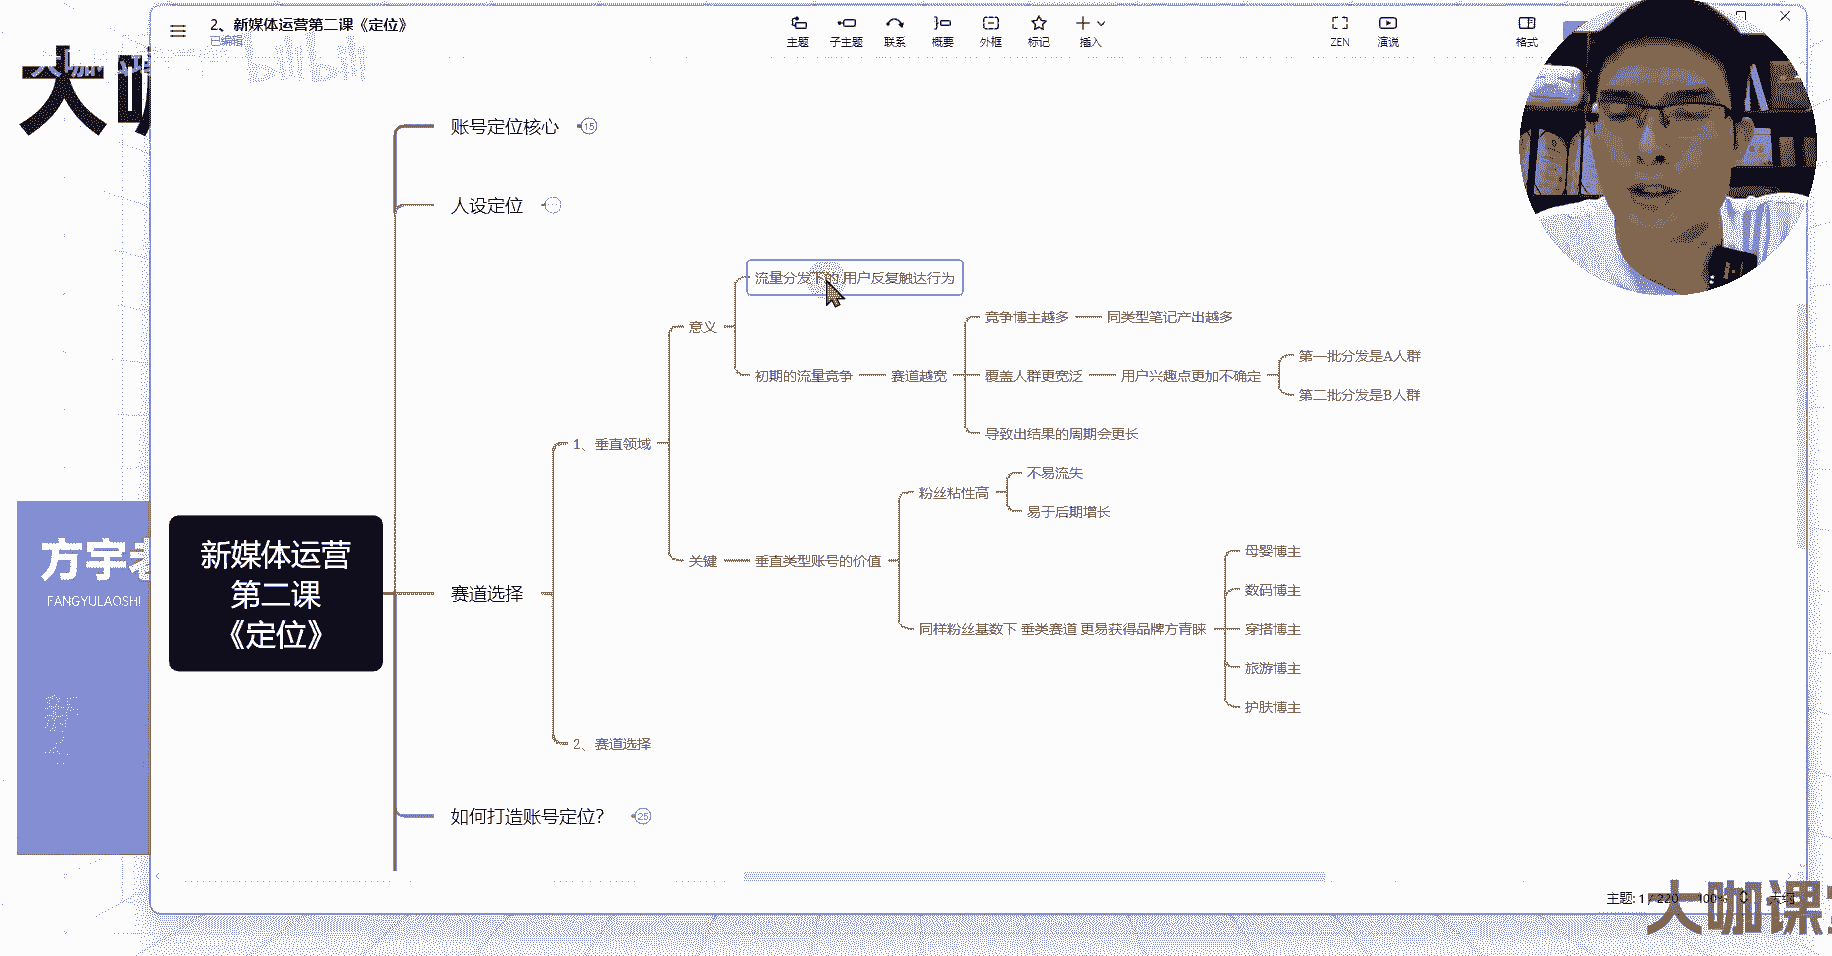 2、新媒体运营第二课《定位》
已编辑
主题
子主题
联系
概要
外框
标记
插入
ZEN
演说
格式
bilibili
大咖
账号定位核心
15
人设定位
流量分发下的 用户反复触达行为
意义
竞争博主越多
同类型笔记产出越多
初期的流量竞争
赛道越宽
覆盖人群更宽泛
用户兴趣点更加不确定
第一批分发是A人群
第二批分发是B人群
导致出结果的周期会更长
1、垂直领域
不易流失
粉丝粘性高
易于后期增长
关键
垂直类型账号的价值
母婴博主
数码博主
同样粉丝基数下 垂类赛道 更易获得品牌方青睐
穿搭博主
旅游博主
护肤博主
方宇老
FANGYULAOSHI
新媒体运营
第二课
《定位》
赛道选择
2、赛道选择
如何打造账号定位？
25
主题: 1 / 220
100%
大纲
大咖课堂